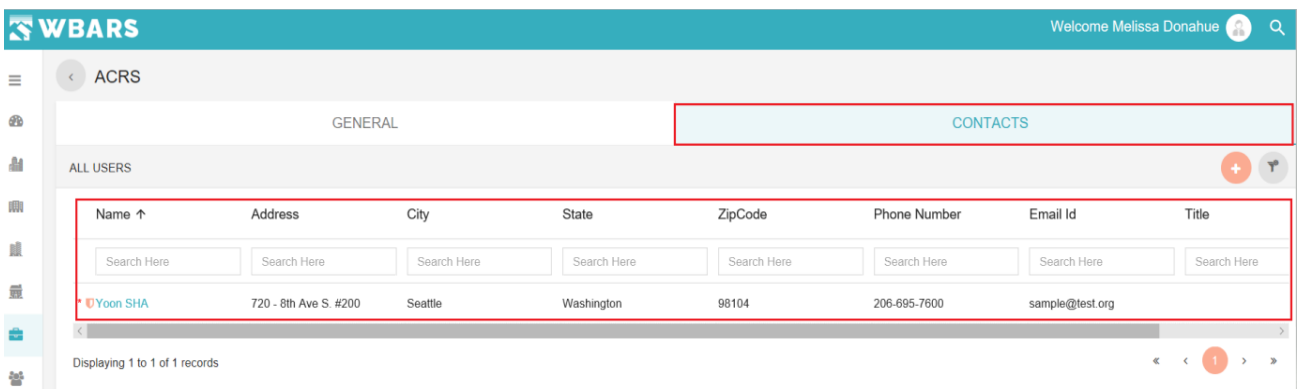 WBARS Welcome Melissa Donahue
ACRS
GENERAL CONTACTS
ALL USERS
Name ↑ Address City State ZipCode Phone Number Email Id Title
Search Here Search Here Search Here Search Here Search Here Search Here Search Here Search Here
* Yoon SHA 720 - 8th Ave S. #200 Seattle Washington 98104 206-695-7600 sample@test.org
Displaying 1 to 1 of 1 records « ‹ 1 › »